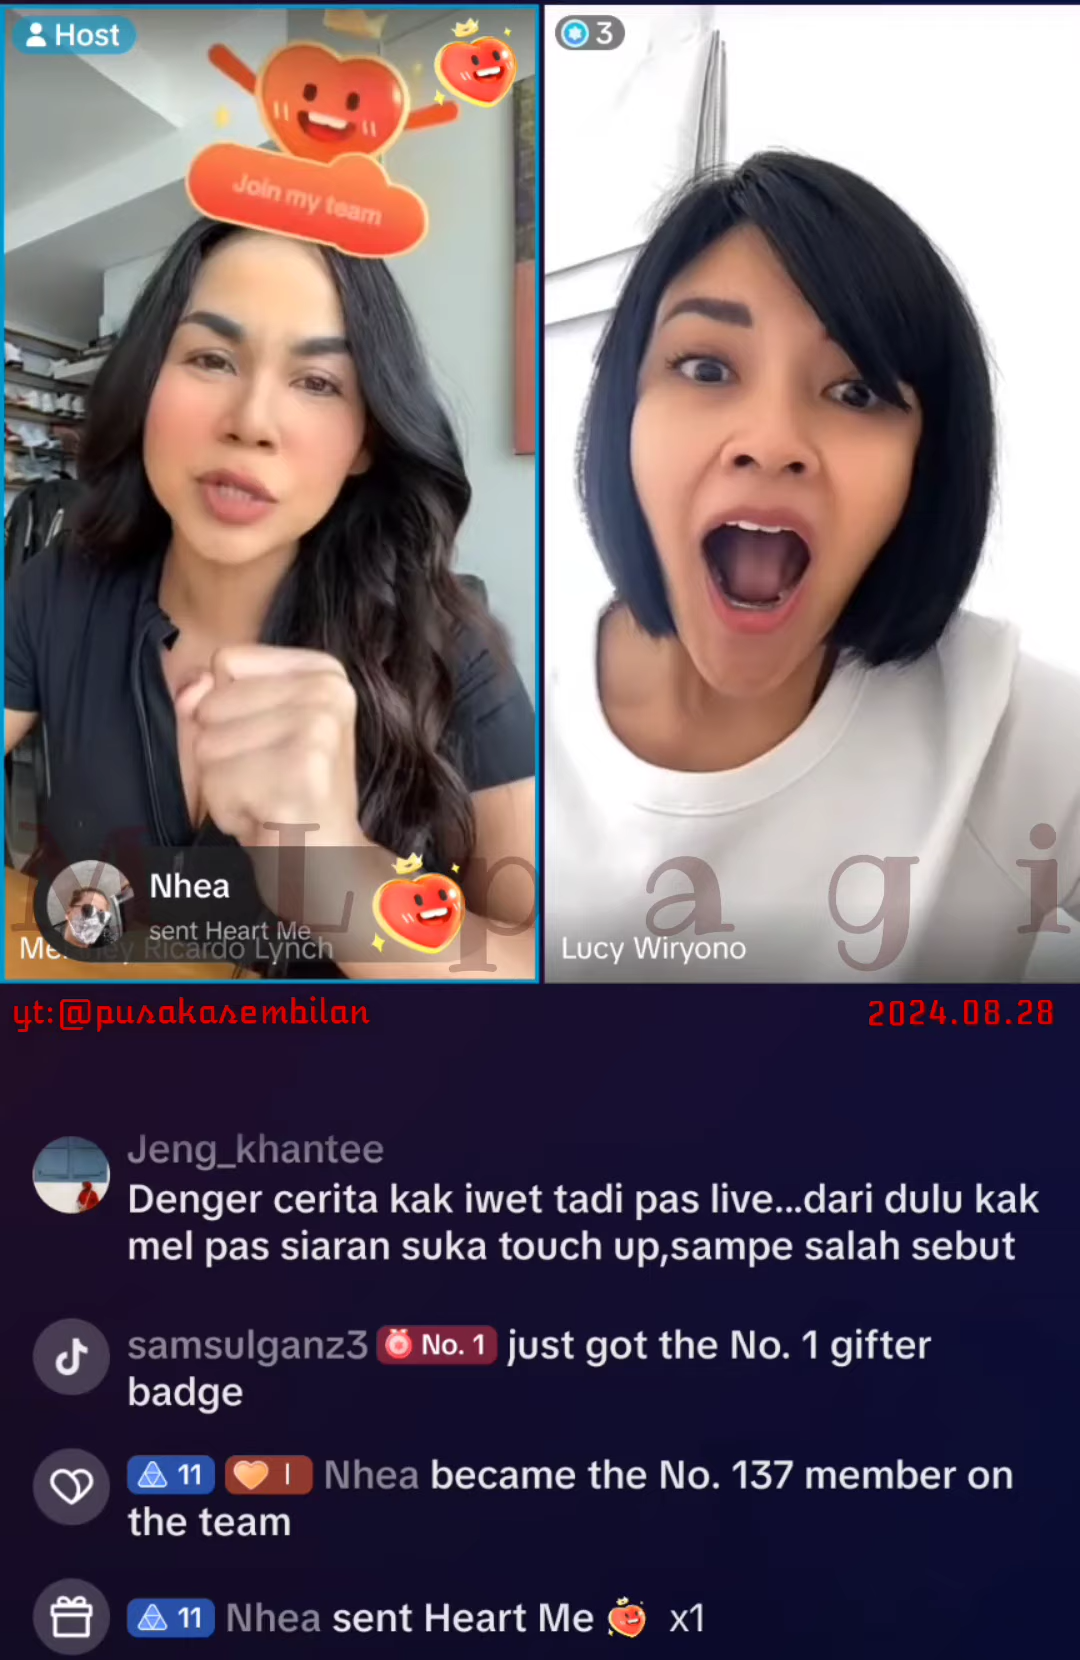 Host
3
Join my team
Nhea
sent Heart Me
Ricardo Lynch
Lucy Wiryono
M L p a g i
yt:@pusakasembilan
2024.08.28
Jeng_khantee
Denger cerita kak iwet tadi pas live...dari dulu kak
mel pas siaran suka touch up,sampe salah sebut
samsulganz3 No. 1 just got the No. 1 gifter
badge
11 I Nhea became the No. 137 member on
the team
11 Nhea sent Heart Me x1